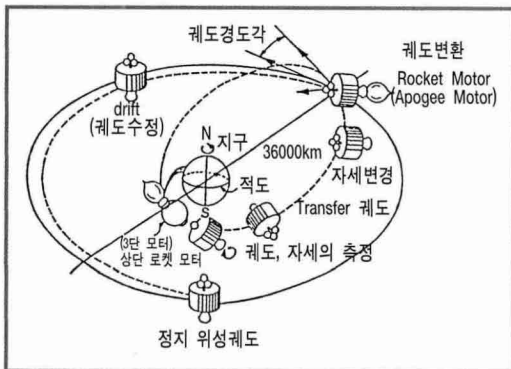 궤도경도각
궤도변환
Rocket Motor
(Apogee Motor)
drift
(궤도수정)
N
지구
36000km
자세변경
적도
S
Transfer 궤도
(3단 모터)
상단 로켓 모터
궤도, 자세의 측정
정지 위성궤도